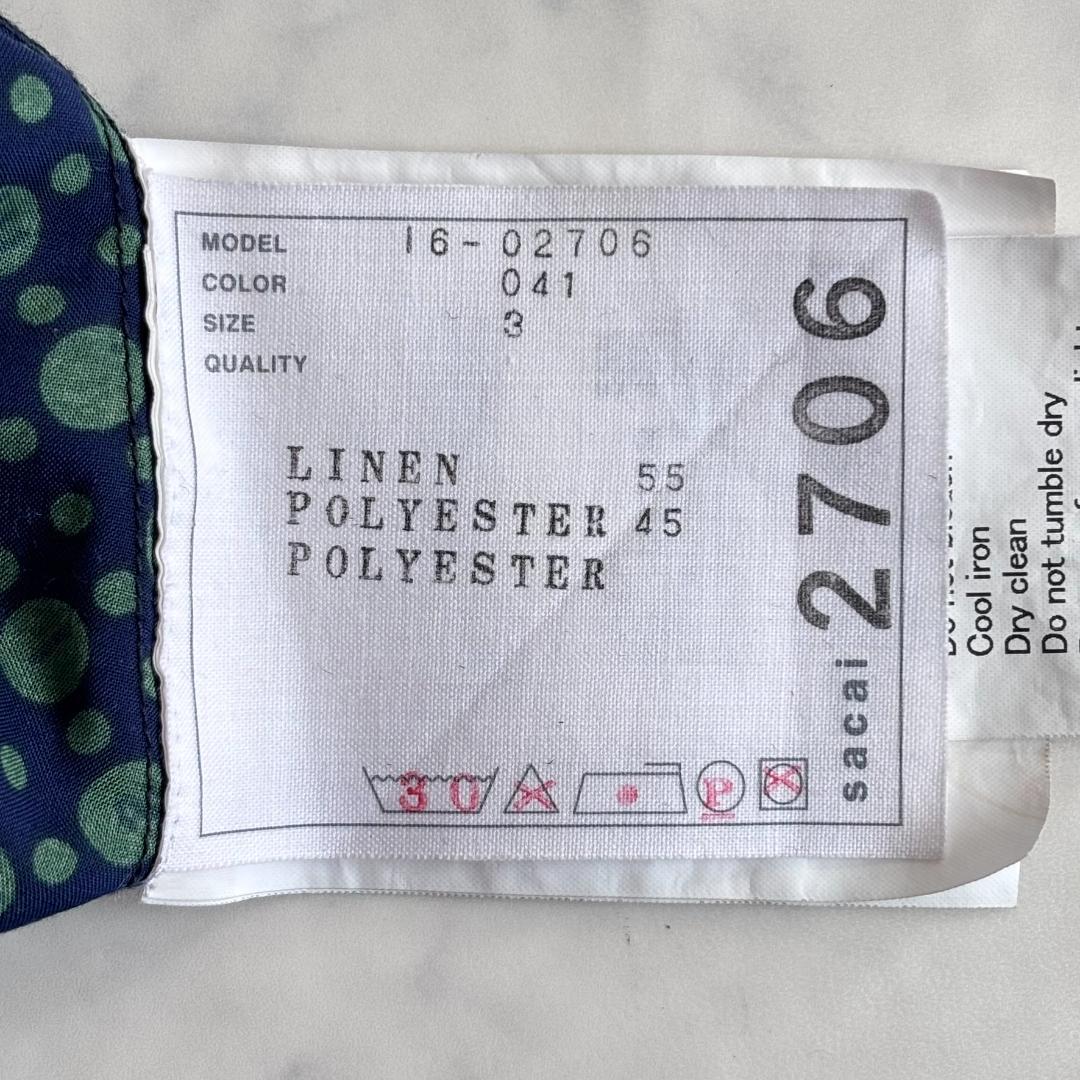 MODEL 16-02706
COLOR 041
SIZE 3
QUALITY
LINEN 55
POLYESTER 45
POLYESTER
30
P
sacai 2706
Cool iron
Dry clean
Do not tumble dry